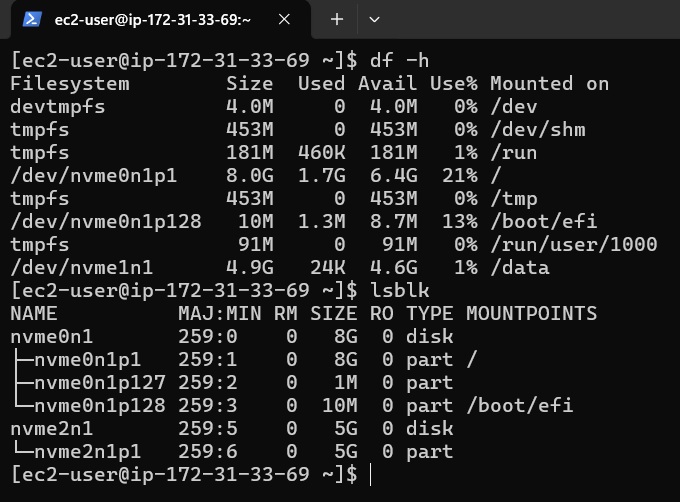 ec2-user@ip-172-31-33-69:~
[ec2-user@ip-172-31-33-69 ~]$ df -h
Filesystem        Size  Used Avail Use% Mounted on
devtmpfs          4.0M     0  4.0M   0% /dev
tmpfs             453M     0  453M   0% /dev/shm
tmpfs             181M  460K  181M   1% /run
/dev/nvme0n1p1    8.0G  1.7G  6.4G  21% /
tmpfs             453M     0  453M   0% /tmp
/dev/nvme0n1p128   10M  1.3M  8.7M  13% /boot/efi
tmpfs              91M     0   91M   0% /run/user/1000
/dev/nvme1n1      4.9G   24K  4.6G   1% /data
[ec2-user@ip-172-31-33-69 ~]$ lsblk
NAME          MAJ:MIN RM SIZE RO TYPE MOUNTPOINTS
nvme0n1       259:0    0   8G  0 disk
├─nvme0n1p1   259:1    0   8G  0 part /
├─nvme0n1p127 259:2    0   1M  0 part
└─nvme0n1p128 259:3    0  10M  0 part /boot/efi
nvme2n1       259:5    0   5G  0 disk
└─nvme2n1p1   259:6    0   5G  0 part
[ec2-user@ip-172-31-33-69 ~]$